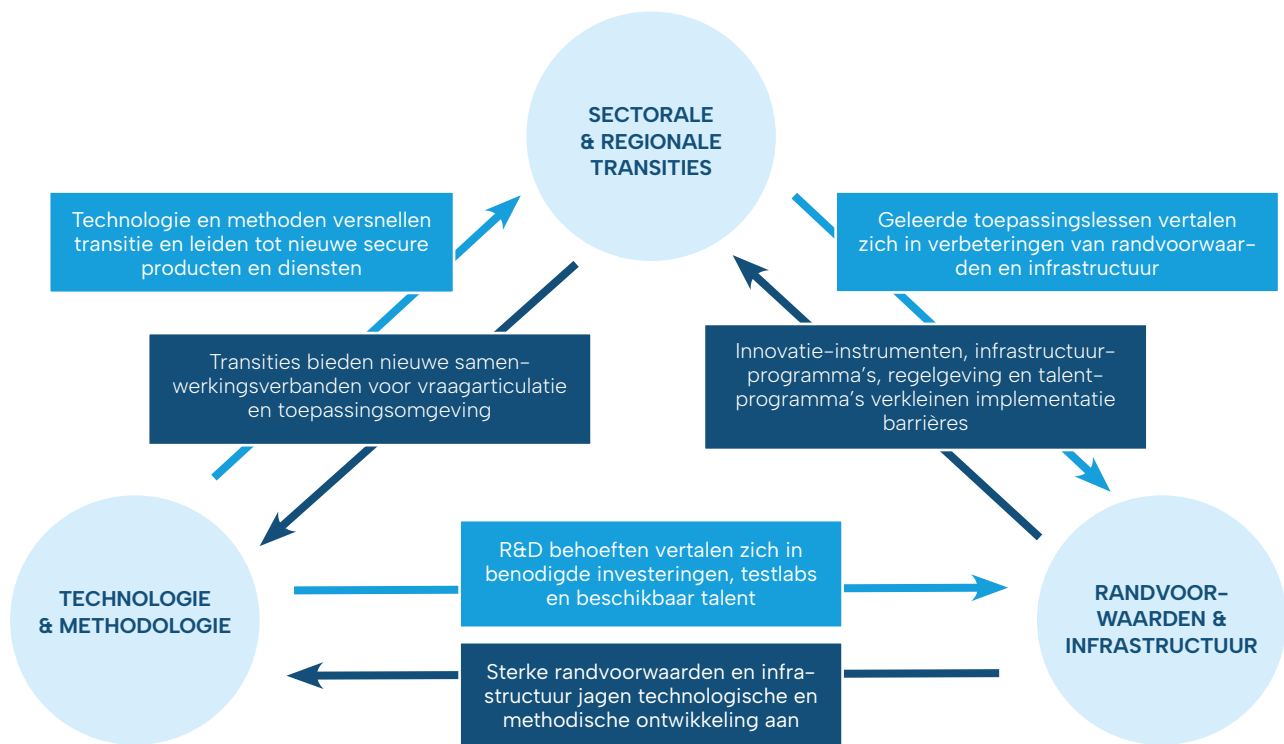 SECTORALE
& REGIONALE
TRANSITIES
Technologie en methoden versnellen
transitie en leiden tot nieuwe secure
producten en diensten
Geleerde toepassingslessen vertalen
zich in verbeteringen van randvoorwaar-
den en infrastructuur
Transities bieden nieuwe samen-
werkingsverbanden voor vraagarticulatie
en toepassingsomgeving
Innovatie-instrumenten, infrastructuur-
programma’s, regelgeving en talent-
programma’s verkleinen implementatie
barrières
TECHNOLOGIE
& METHODOLOGIE
R&D behoeften vertalen zich in
benodigde investeringen, testlabs
en beschikbaar talent
RANDVOOR-
WAARDEN &
INFRASTRUCTUUR
Sterke randvoorwaarden en infra-
structuur jagen technologische en
methodische ontwikkeling aan